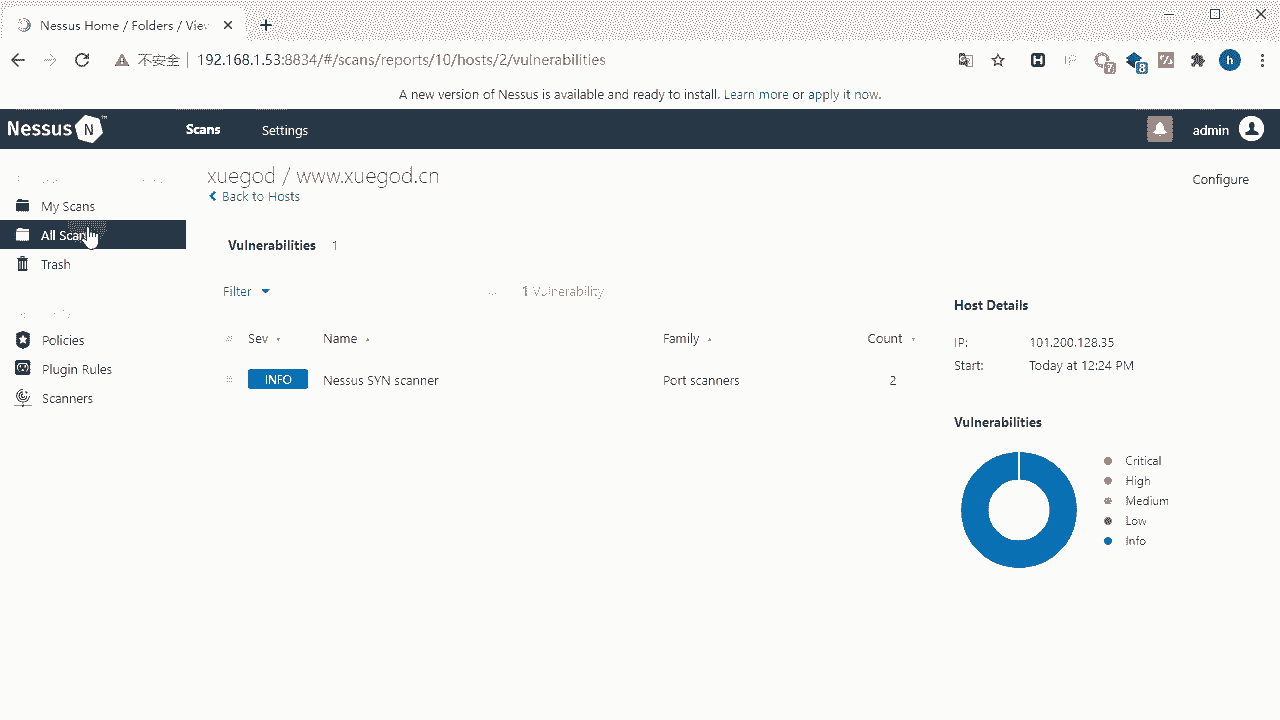 Nessus Home / Folders / Vie
不安全 | 192.168.1.53:8834/#/scans/reports/10/hosts/2/vulnerabilities
7
8
h
A new version of Nessus is available and ready to install. Learn more or apply it now.
Nessus N
Scans
Settings
admin
xuegod / www.xuegod.cn
Configure
Back to Hosts
My Scans
All Scans
Trash
Policies
Plugin Rules
Scanners
Vulnerabilities 1
Filter
1 Vulnerability
Sev Name Family Count
INFO Nessus SYN scanner Port scanners 2
Host Details
IP: 101.200.128.35
Start: Today at 12:24 PM
Vulnerabilities
Critical
High
Medium
Low
Info